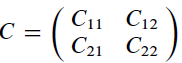 C = ( C₁₁ C₁₂
C₂₁ C₂₂ )